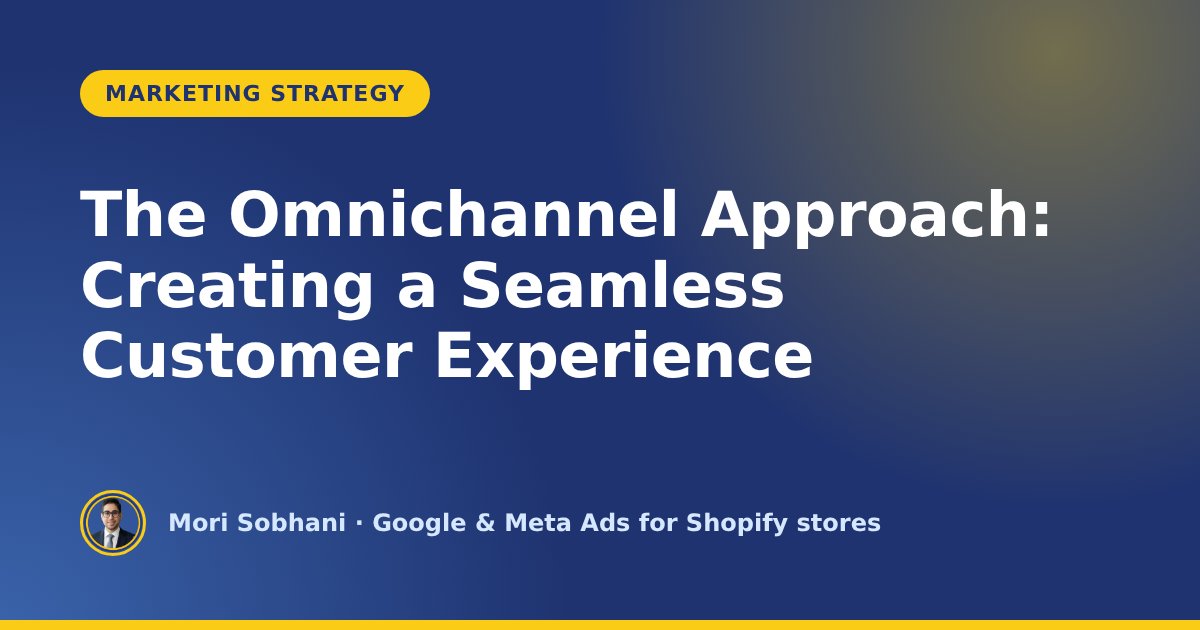 MARKETING STRATEGY
The Omnichannel Approach:
Creating a Seamless
Customer Experience
Mori Sobhani · Google & Meta Ads for Shopify stores